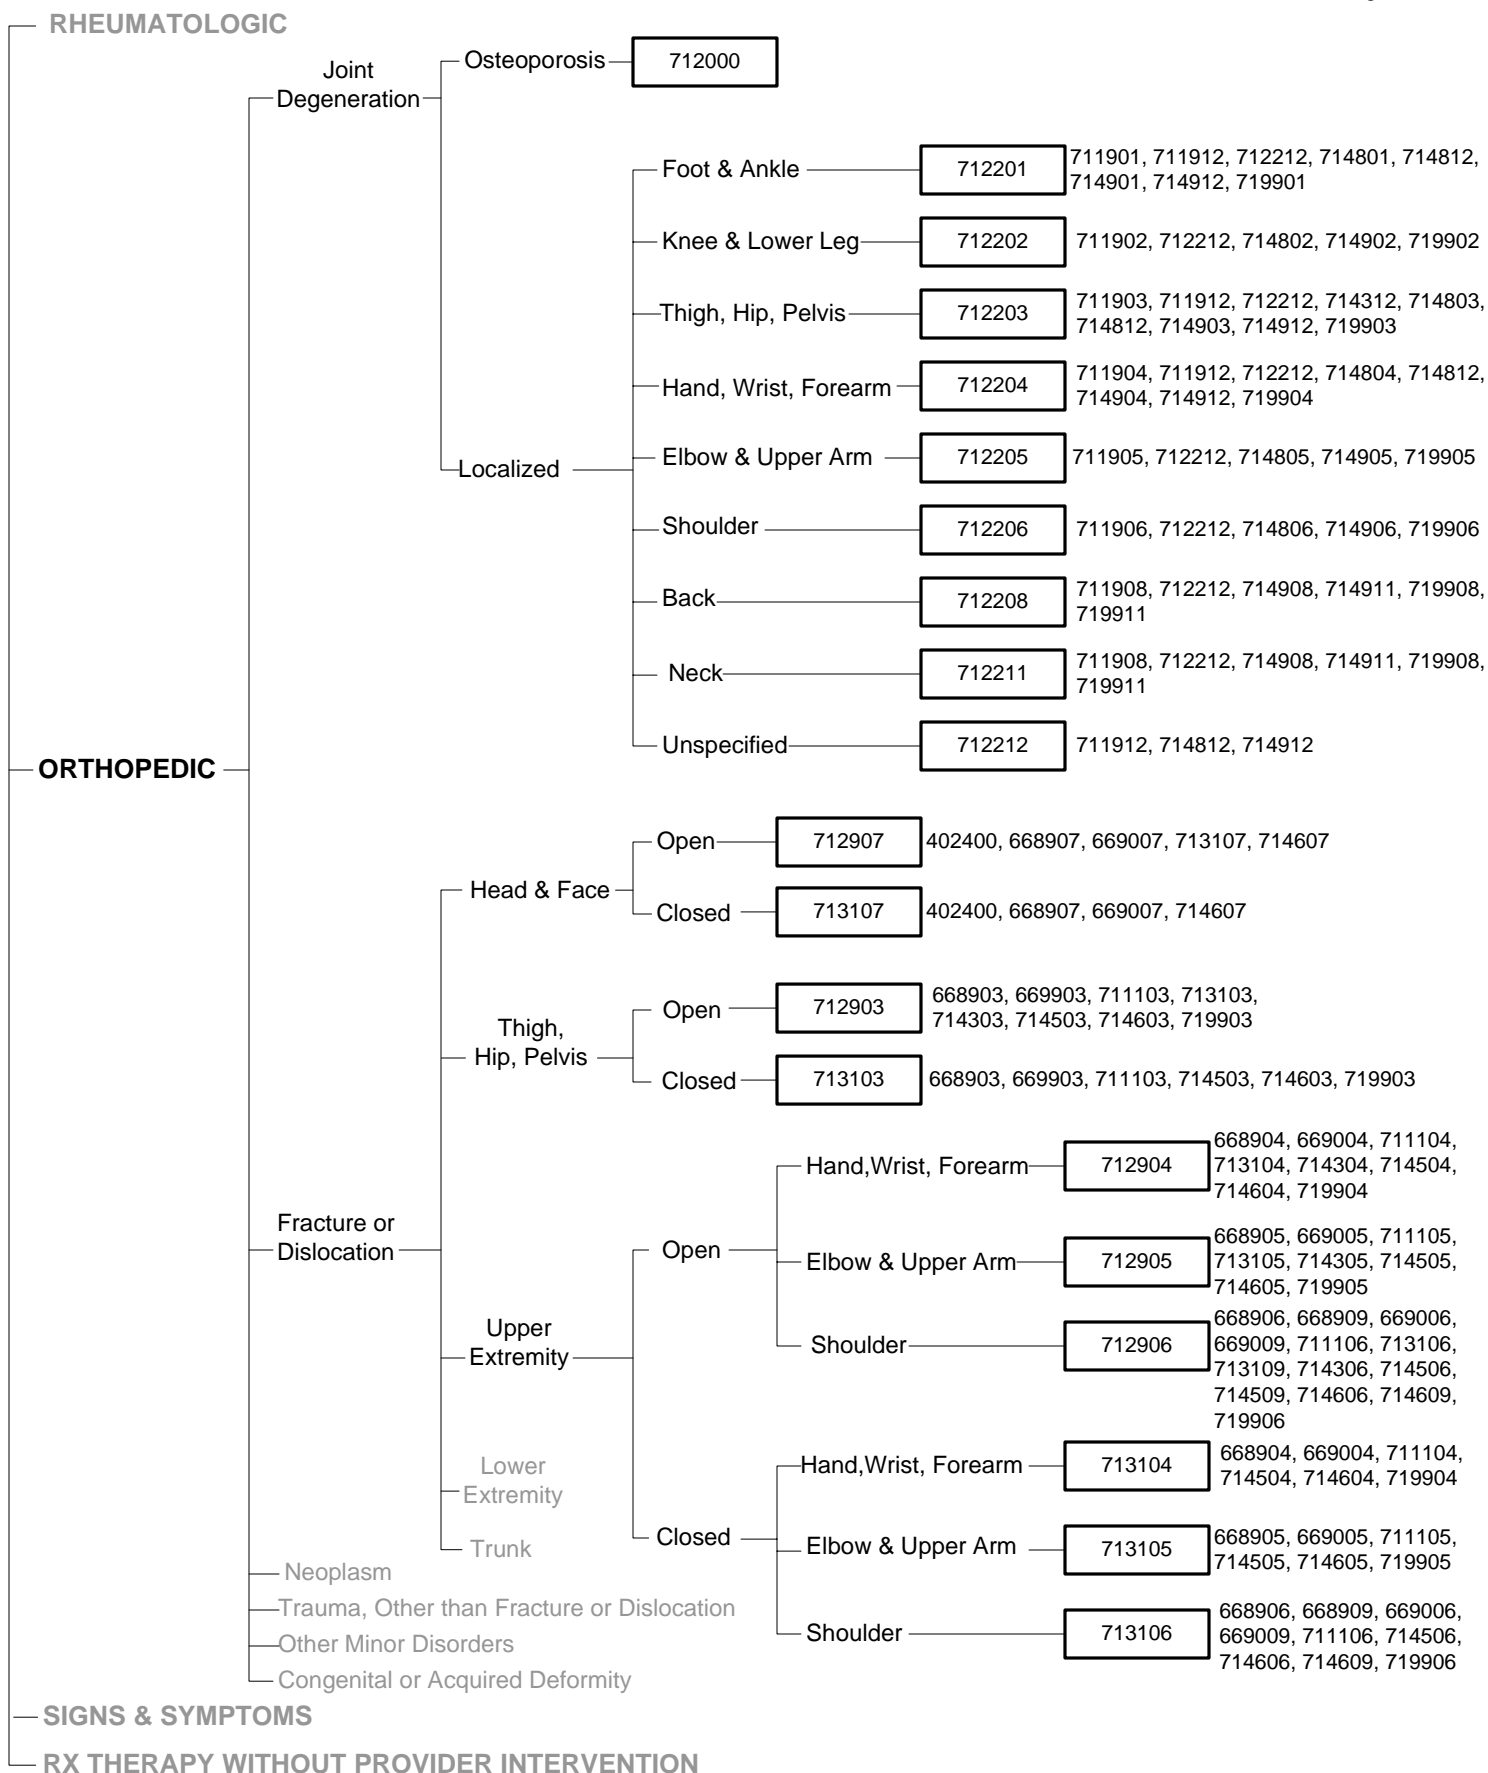 RHEUMATOLOGIC
Joint
Degeneration
Osteoporosis
712000
Foot & Ankle
712201
711901, 711912, 712212, 714801, 714812,
714901, 714912, 719901
Knee & Lower Leg
712202
711902, 712212, 714802, 714902, 719902
Thigh, Hip, Pelvis
712203
711903, 711912, 712212, 714312, 714803,
714812, 714903, 714912, 719903
Hand, Wrist, Forearm
712204
711904, 711912, 712212, 714804, 714812,
714904, 714912, 719904
Localized
Elbow & Upper Arm
712205
711905, 712212, 714805, 714905, 719905
Shoulder
712206
711906, 712212, 714806, 714906, 719906
Back
712208
711908, 712212, 714908, 714911, 719908,
719911
Neck
712211
711908, 712212, 714908, 714911, 719908,
719911
Unspecified
712212
711912, 714812, 714912
ORTHOPEDIC
Head & Face
Open
712907
402400, 668907, 669007, 713107, 714607
Closed
713107
402400, 668907, 669007, 714607
Thigh,
Hip, Pelvis
Open
712903
668903, 669903, 711103, 713103,
714303, 714503, 714603, 719903
Closed
713103
668903, 669903, 711103, 714503, 714603, 719903
Fracture or
Dislocation
Upper
Extremity
Open
Hand,Wrist, Forearm
712904
668904, 669004, 711104,
713104, 714304, 714504,
714604, 719904
Elbow & Upper Arm
712905
668905, 669005, 711105,
713105, 714305, 714505,
714605, 719905
Shoulder
712906
668906, 668909, 669006,
669009, 711106, 713106,
713109, 714306, 714506,
714509, 714606, 714609,
719906
Closed
Hand,Wrist, Forearm
713104
668904, 669004, 711104,
714504, 714604, 719904
Elbow & Upper Arm
713105
668905, 669005, 711105,
714505, 714605, 719905
Shoulder
713106
668906, 668909, 669006,
669009, 711106, 714506,
714606, 714609, 719906
Lower
Extremity
Trunk
Neoplasm
Trauma, Other than Fracture or Dislocation
Other Minor Disorders
Congenital or Acquired Deformity
SIGNS & SYMPTOMS
RX THERAPY WITHOUT PROVIDER INTERVENTION